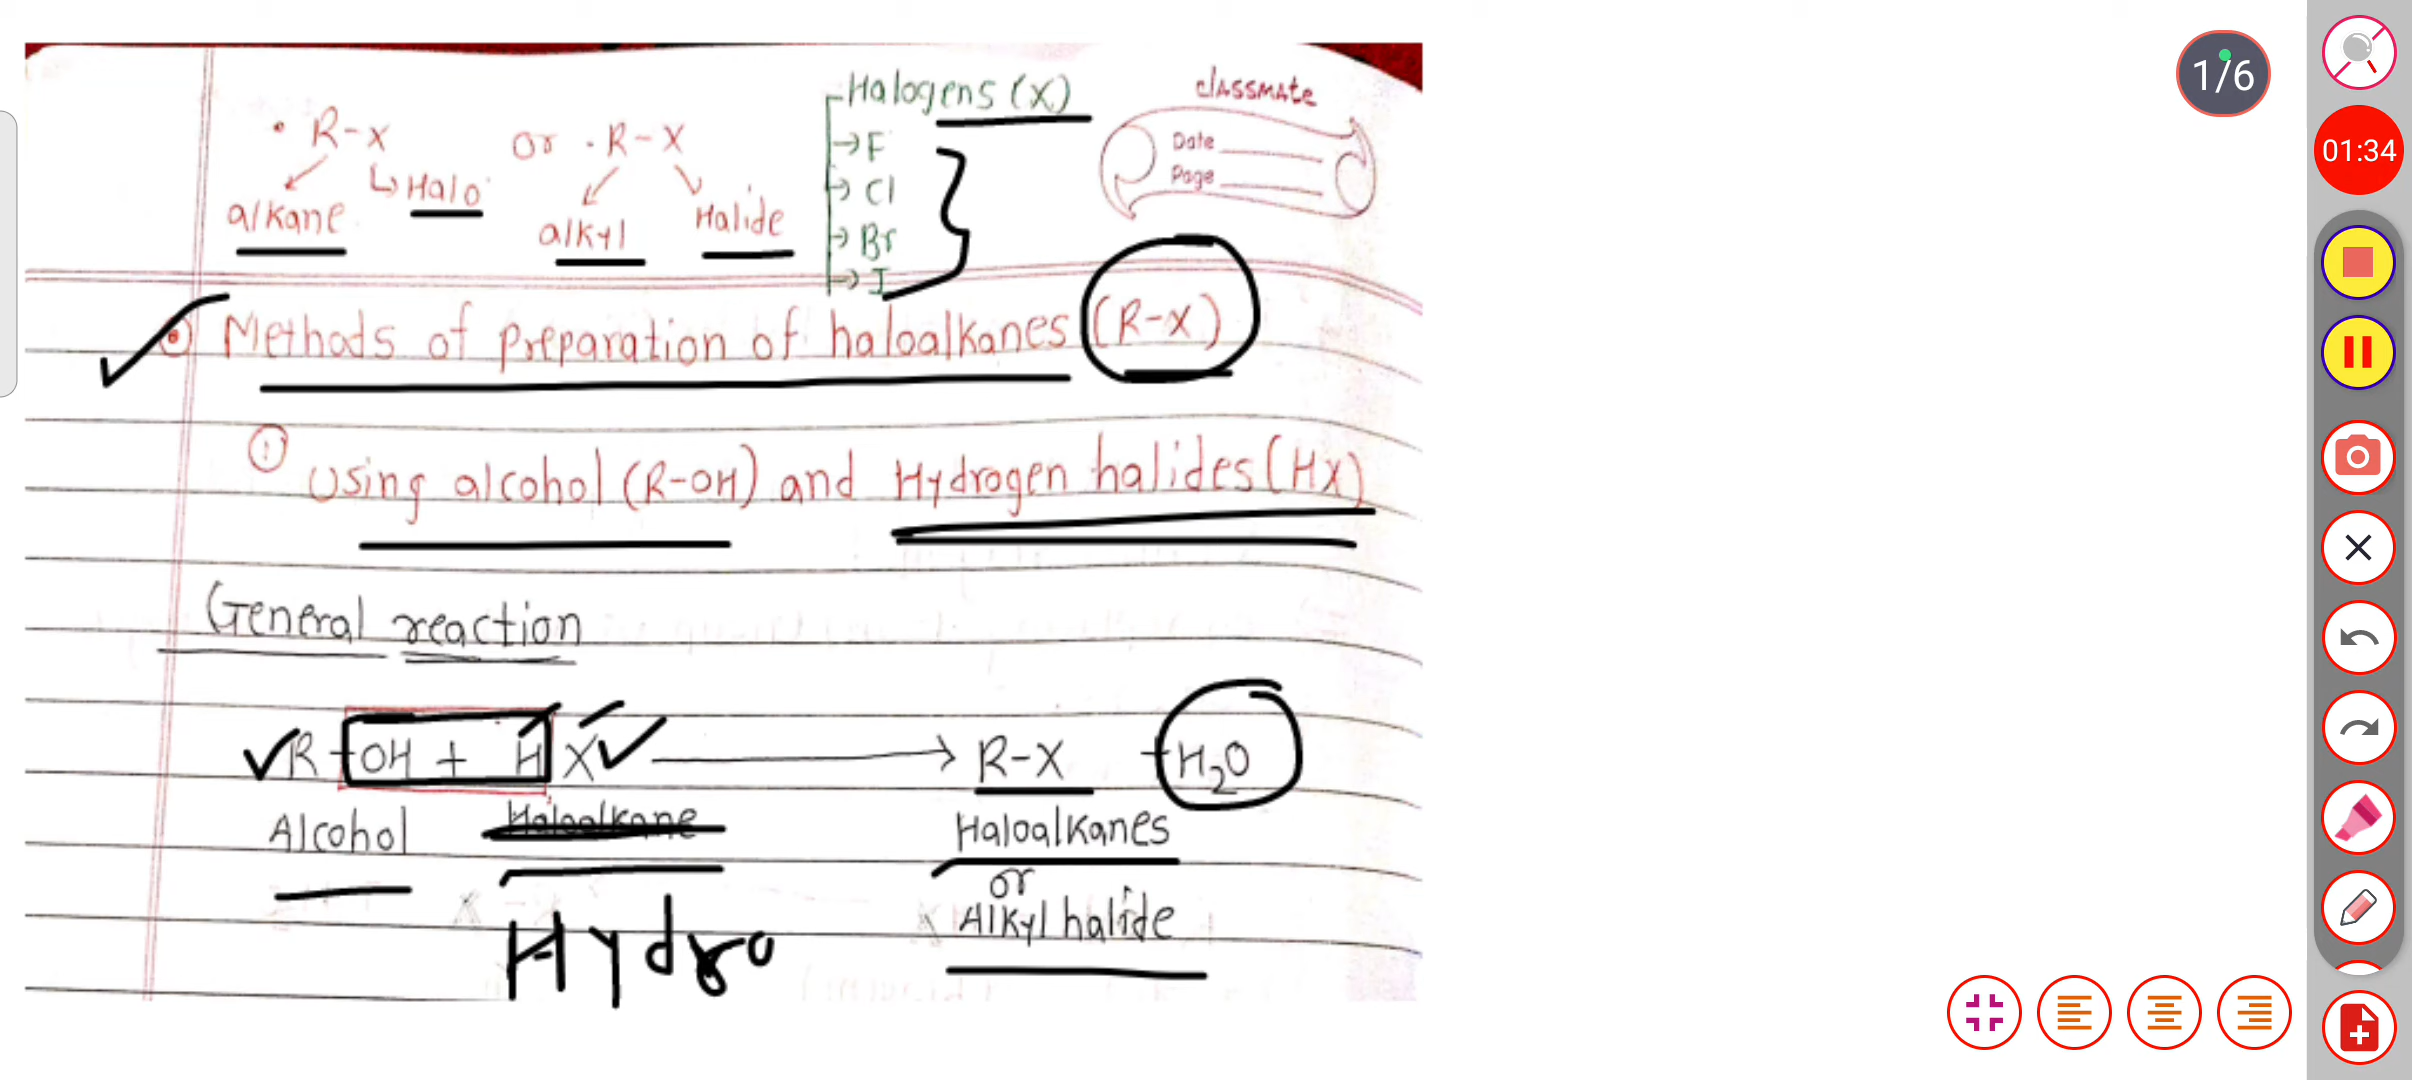 Halogens (X)
classmate
1/6
• R-X or . R-X
→ F
Date
01:34
Page
Halo
→ Cl
alkane
alkyl
Halide
→ Br
→ I
Methods of preparation of haloalkanes (R-X)
① Using alcohol (R-OH) and Hydrogen halides (HX)
General reaction
R-OH + H X → R-X + H₂O
Alcohol Haloalkane Haloalkanes
or
Hydro Alkyl halide